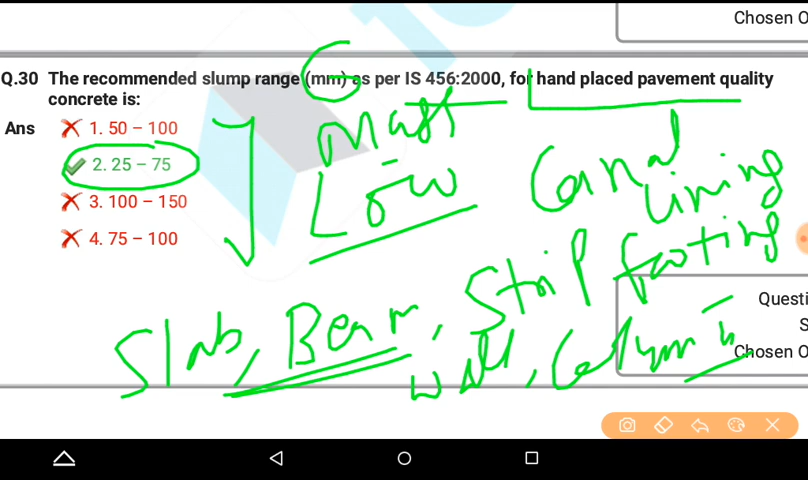 Chosen O
Q.30 The recommended slump range (mm) as per IS 456:2000, for hand placed pavement quality
concrete is:
Ans 1. 50 – 100
2. 25 – 75
3. 100 – 150
4. 75 – 100
Low
Canal
Lining
Slab, Beam, Strip footing
Wall, Column
Questi
S
Chosen O